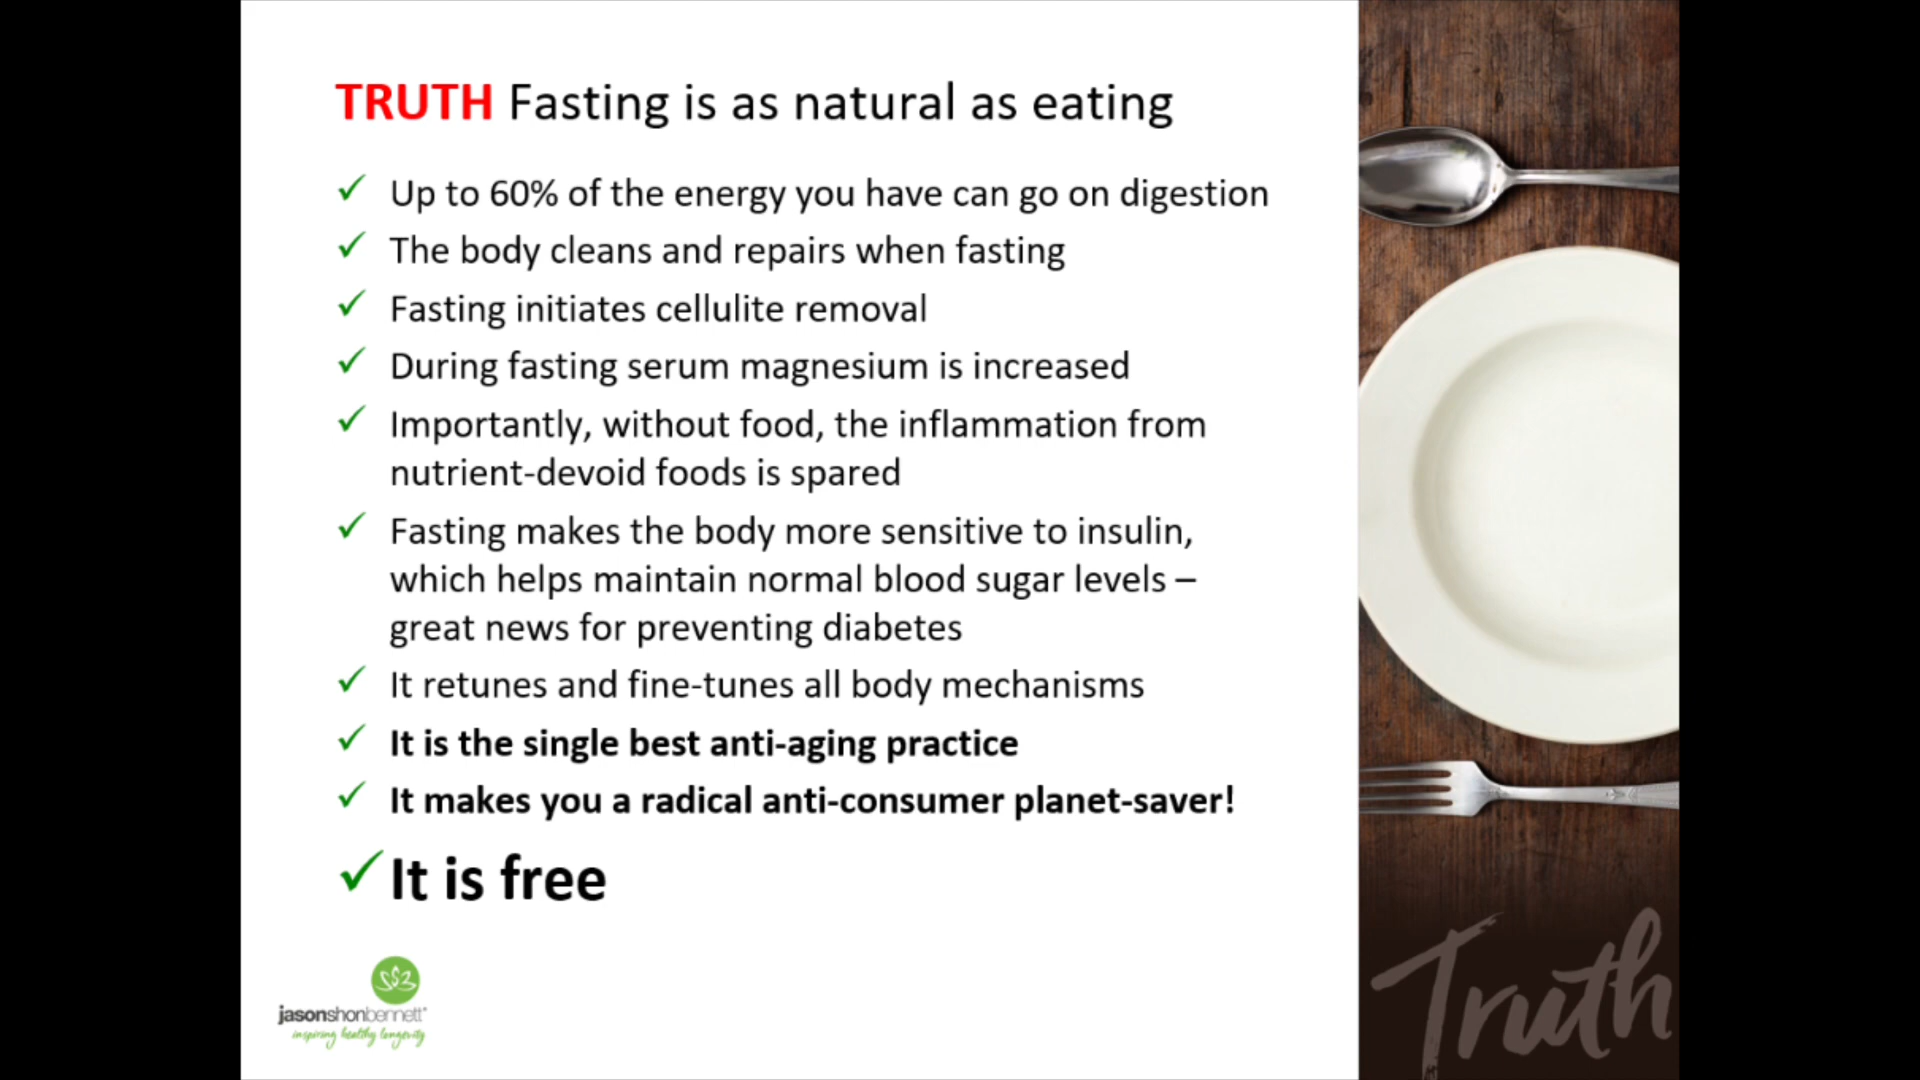 TRUTH Fasting is as natural as eating
Up to 60% of the energy you have can go on digestion
The body cleans and repairs when fasting
Fasting initiates cellulite removal
During fasting serum magnesium is increased
Importantly, without food, the inflammation from
nutrient-devoid foods is spared
Fasting makes the body more sensitive to insulin,
which helps maintain normal blood sugar levels –
great news for preventing diabetes
It retunes and fine-tunes all body mechanisms
It is the single best anti-aging practice
It makes you a radical anti-consumer planet-saver!
It is free
jasonshonbennett
inspiring healthy longevity
Truth